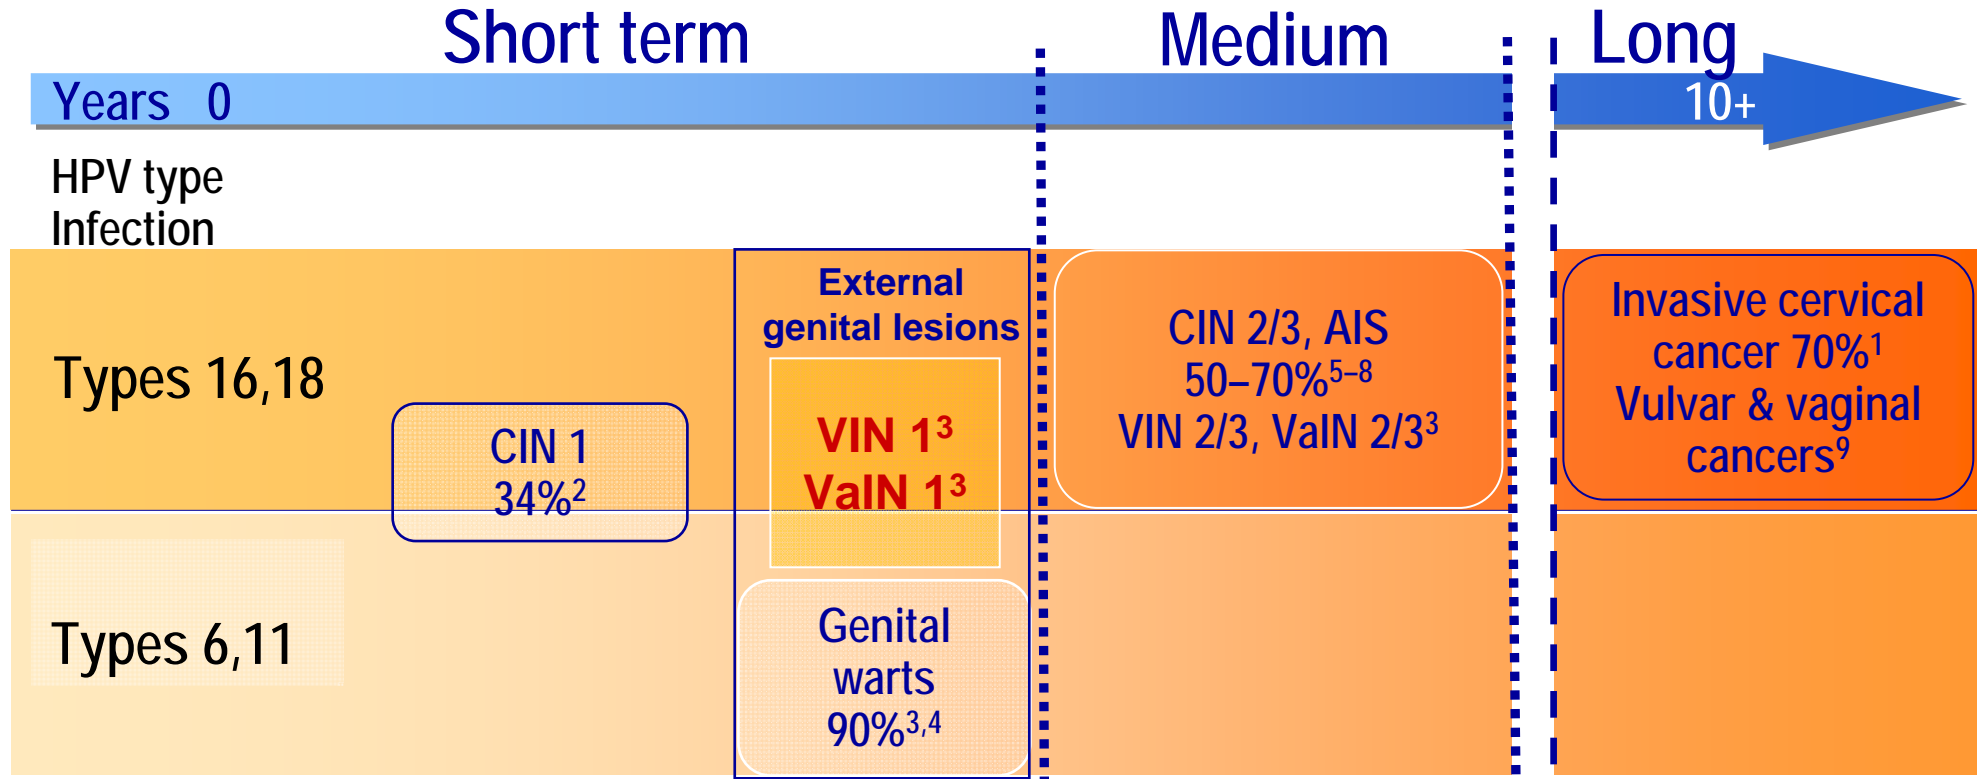 Short term
Medium
Long
Years 0
10+
HPV type
Infection
External
genital lesions
Types 16,18
CIN 1
34%2
VIN 13
VaIN 13
CIN 2/3, AIS
50–70%5–8
VIN 2/3, VaIN 2/33
Invasive cervical
cancer 70%1
Vulvar & vaginal
cancers9
Types 6,11
Genital
warts
90%3,4